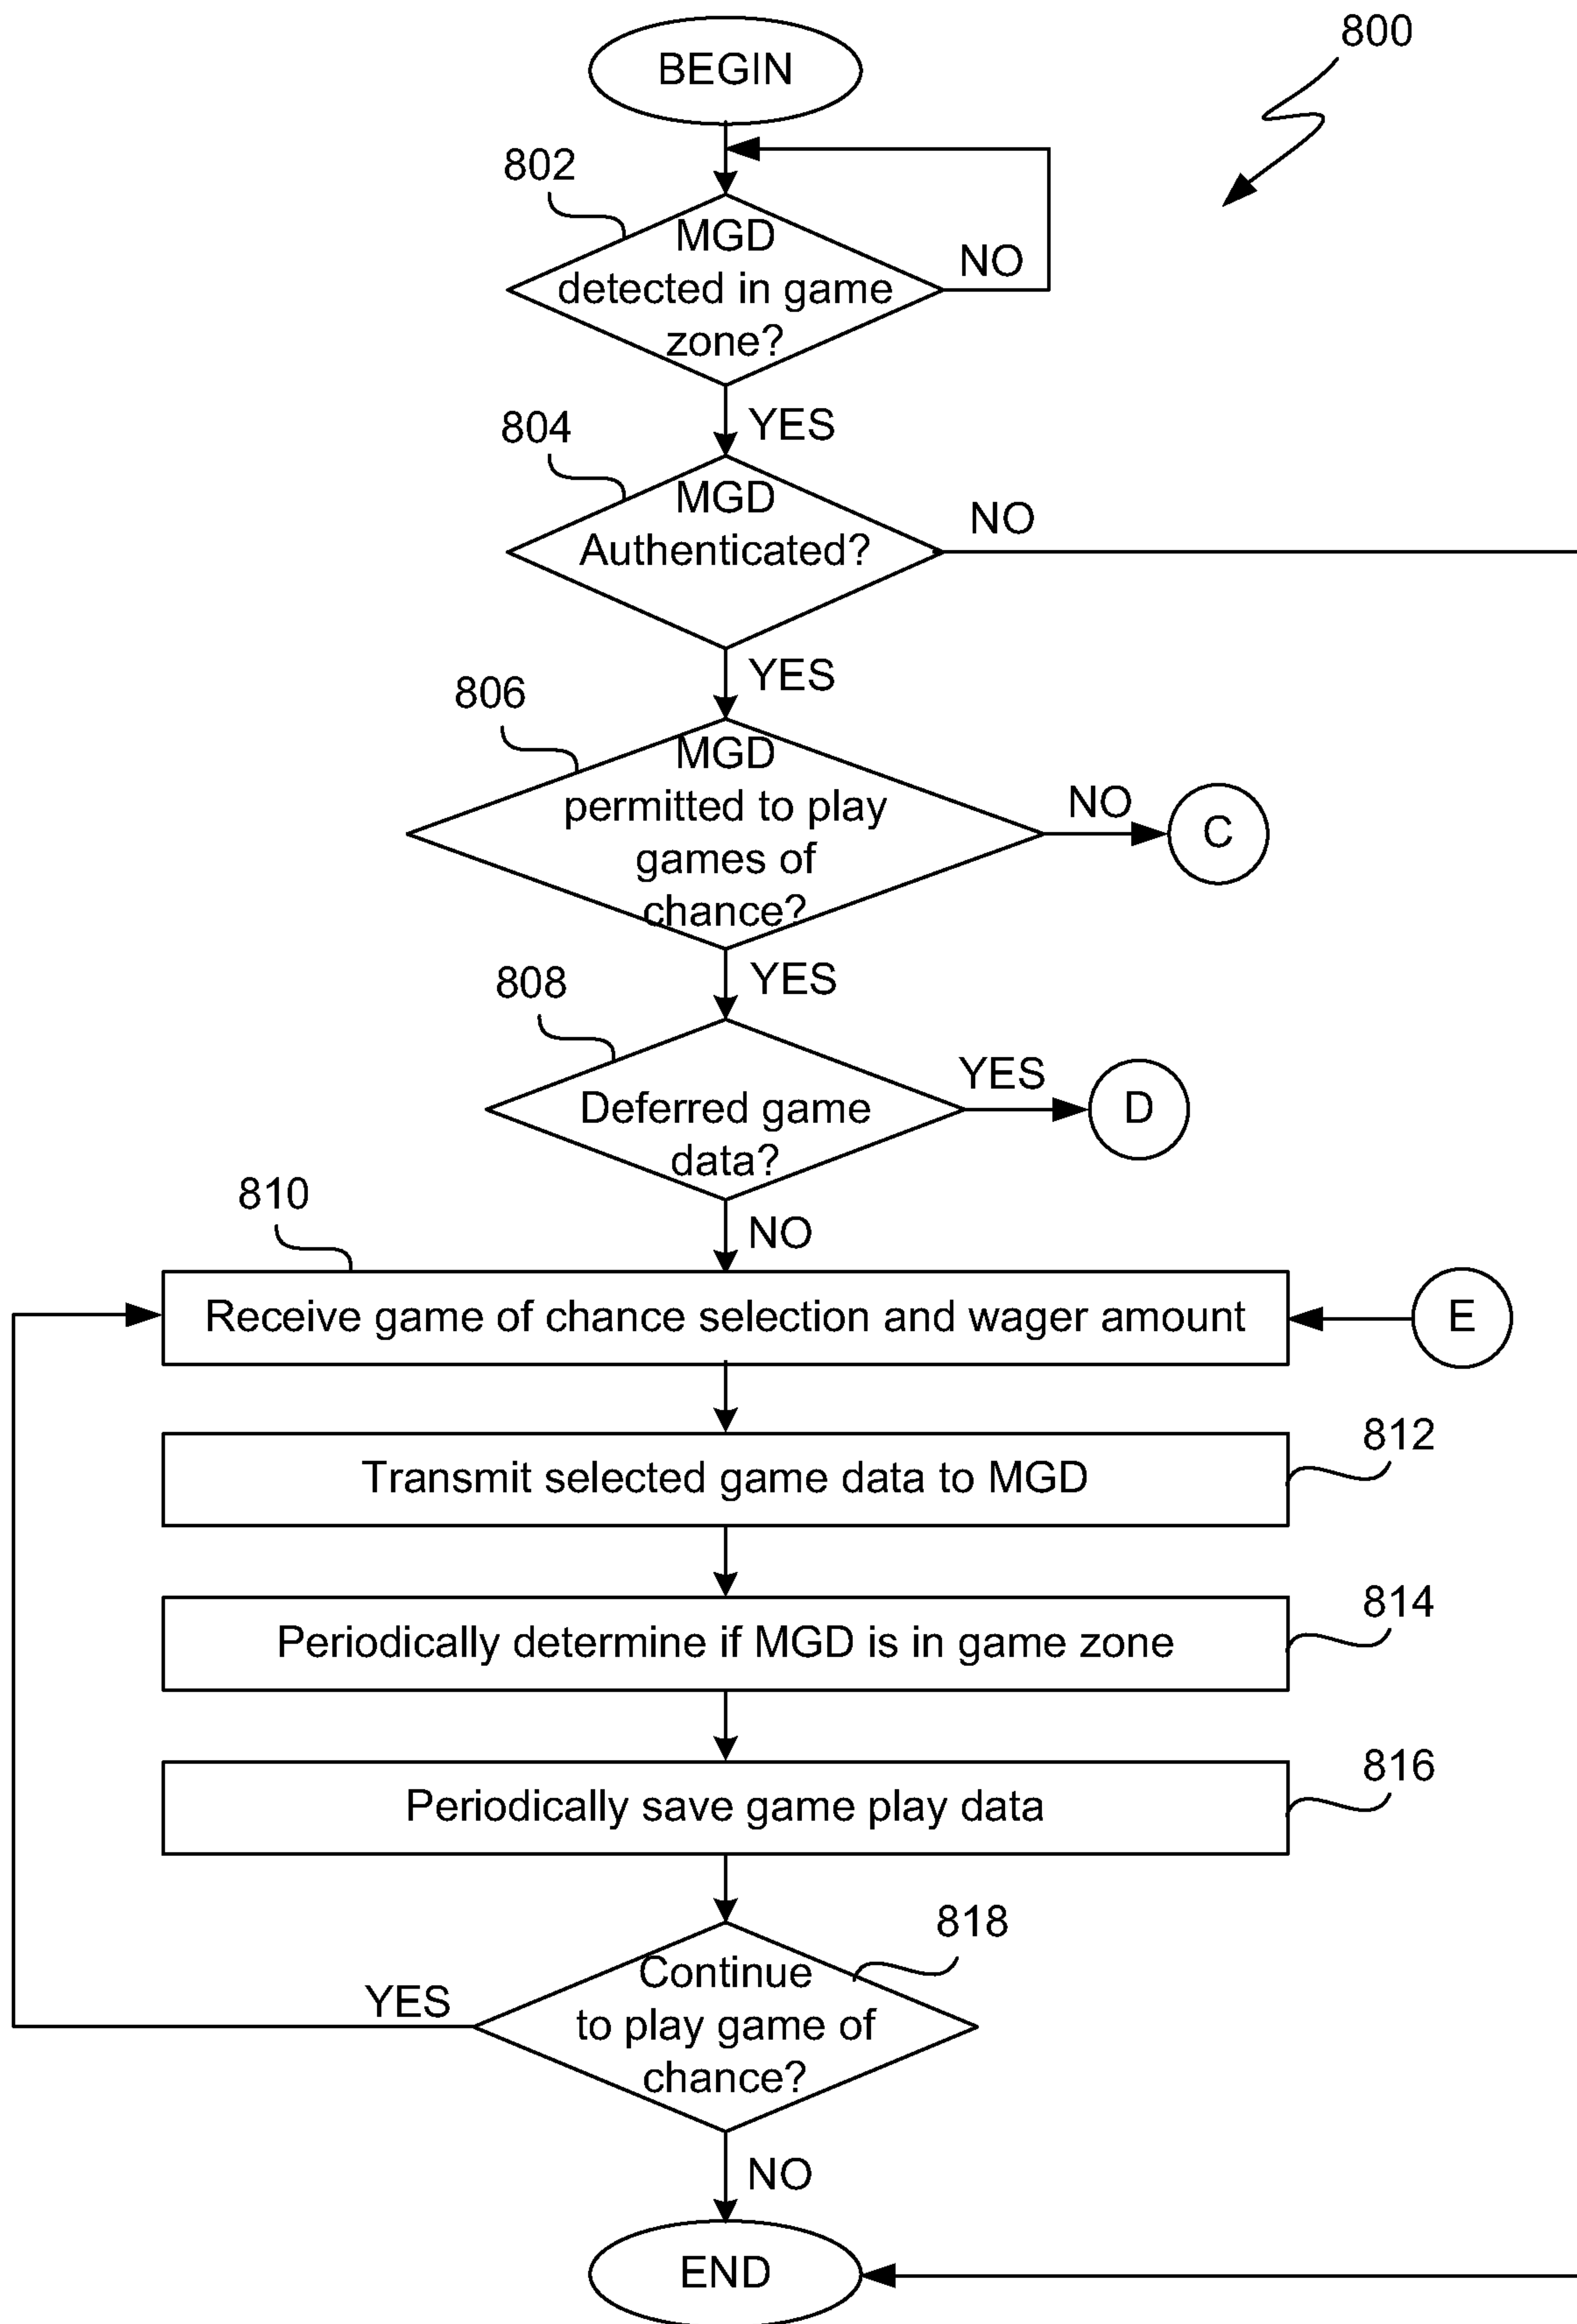 BEGIN
800
802
MGD
detected in game
zone?
NO
YES
804
MGD
Authenticated?
NO
YES
806
MGD
permitted to play
games of
chance?
NO
C
YES
808
Deferred game
data?
YES
D
NO
810
Receive game of chance selection and wager amount
E
Transmit selected game data to MGD
812
Periodically determine if MGD is in game zone
814
Periodically save game play data
816
818
Continue
to play game of
chance?
YES
NO
END